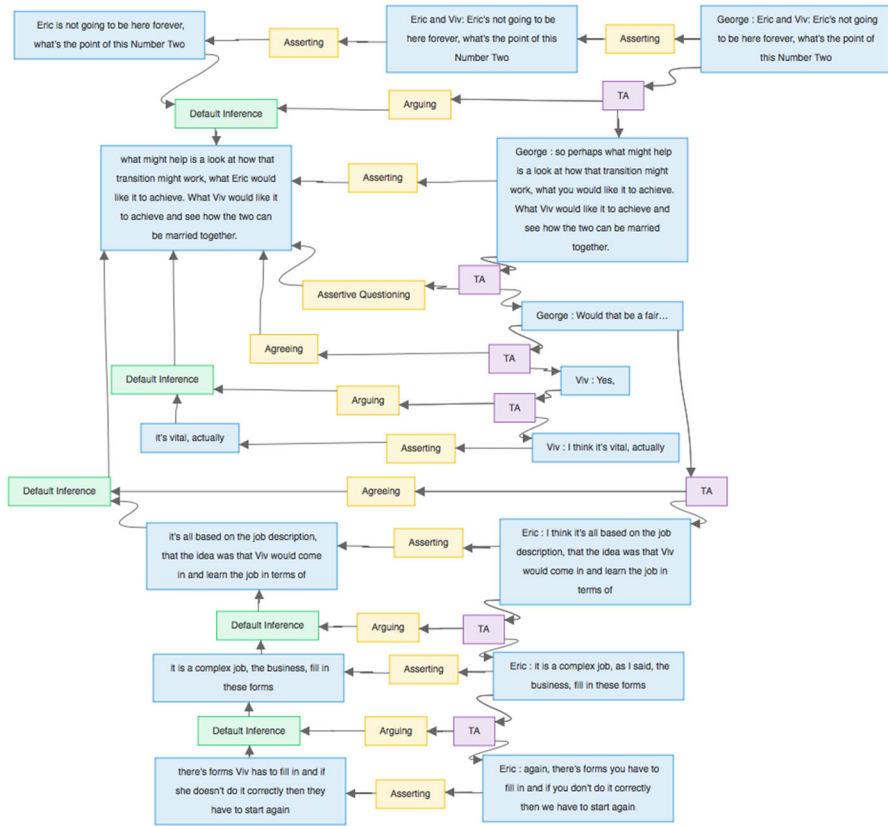 Eric is not going to be here forever,
what's the point of this Number Two
Asserting
Eric and Viv: Eric's not going to be
here forever, what's the point of this
Number Two
Asserting
George : Eric and Viv: Eric's not going
to be here forever, what's the point of
this Number Two
Default Inference
Arguing
TA
what might help is a look at how that
transition might work, what Eric would
like it to achieve. What Viv would like it
to achieve and see how the two can
be married together.
Asserting
George : so perhaps what might help
is a look at how that transition might
work, what you would like it to achieve.
What Viv would like it to achieve and
see how the two can be married
together.
Assertive Questioning
TA
George : Would that be a fair...
Agreeing
TA
Viv : Yes,
Default Inference
Arguing
TA
it's vital, actually
Asserting
Viv : I think it's vital, actually
Default Inference
Agreeing
TA
it's all based on the job description,
that the idea was that Viv would come
in and learn the job in terms of
Asserting
Eric : I think it's all based on the job
description, that the idea was that Viv
would come in and learn the job in
terms of
Default Inference
Arguing
TA
it is a complex job, the business, fill in
these forms
Asserting
Eric : it is a complex job, as I said, the
business, fill in these forms
Default Inference
Arguing
TA
there's forms Viv has to fill in and if
she doesn't do it correctly then they
have to start again
Asserting
Eric : again, there's forms you have to
fill in and if you don't do it correctly
then we have to start again